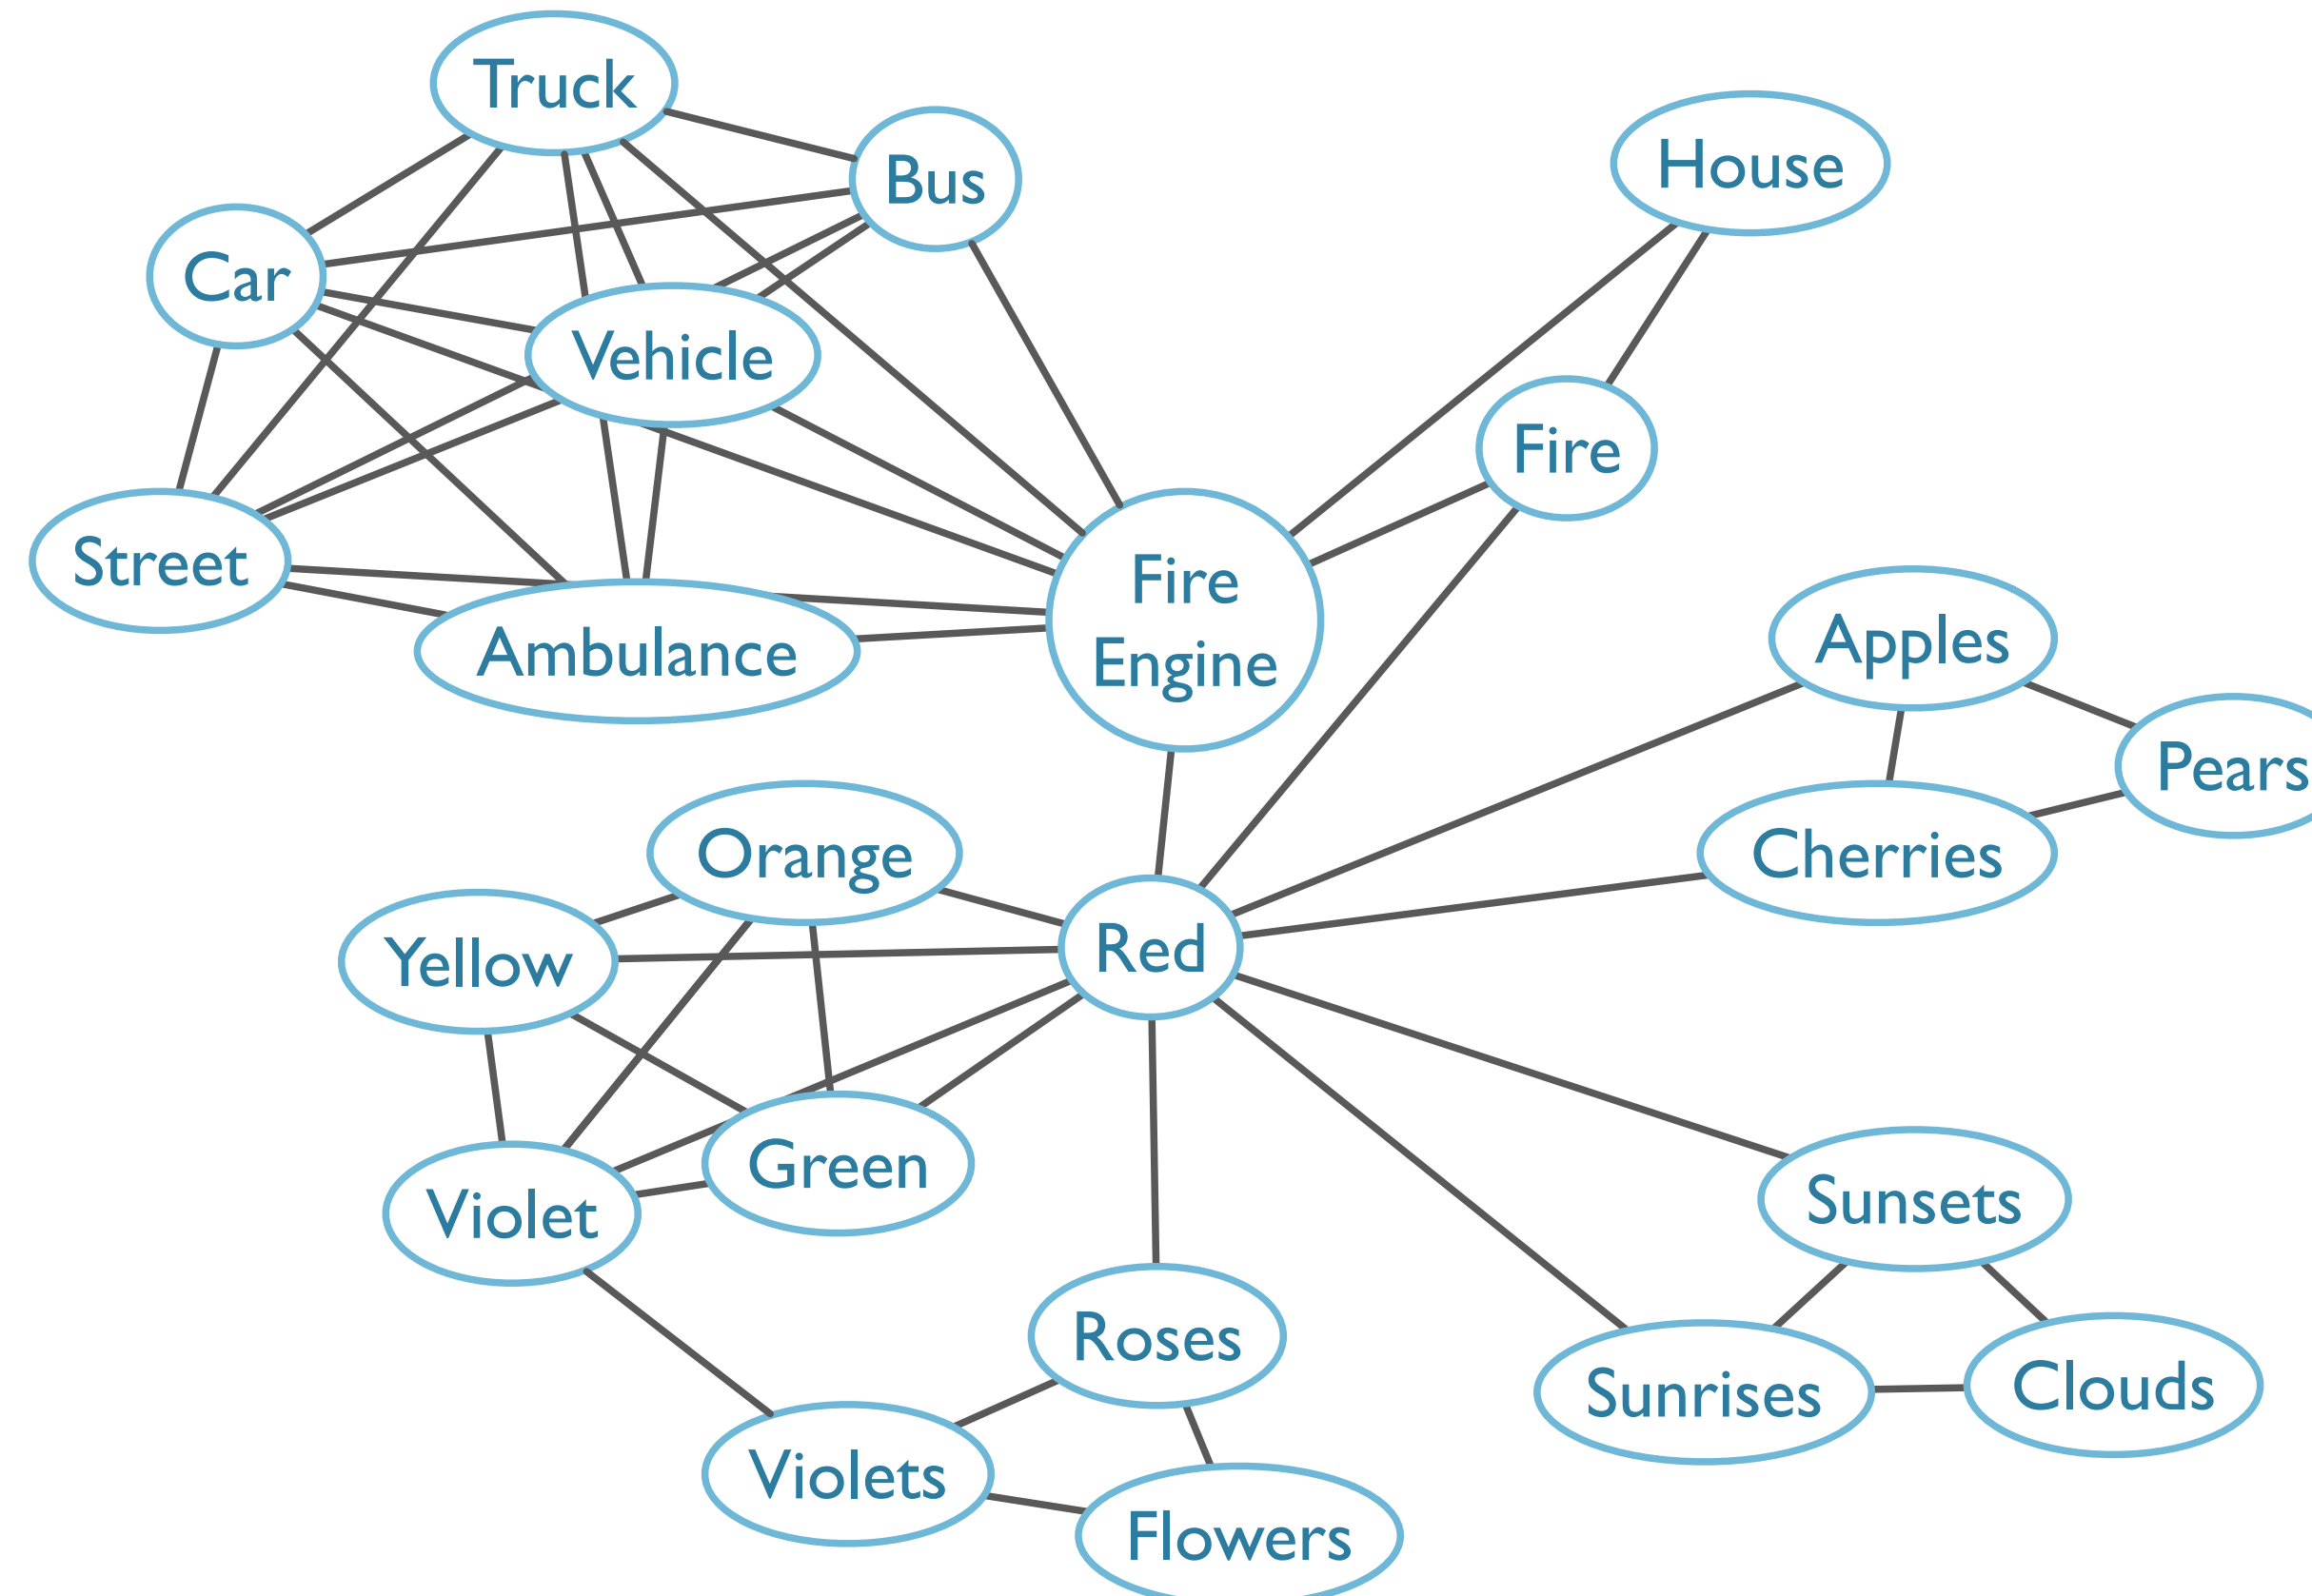 Truck
Bus
House
Car
Vehicle
Fire
Street
Fire
Engine
Ambulance
Apples
Pears
Orange
Cherries
Yellow
Red
Green
Violet
Sunsets
Roses
Sunrises
Clouds
Violets
Flowers